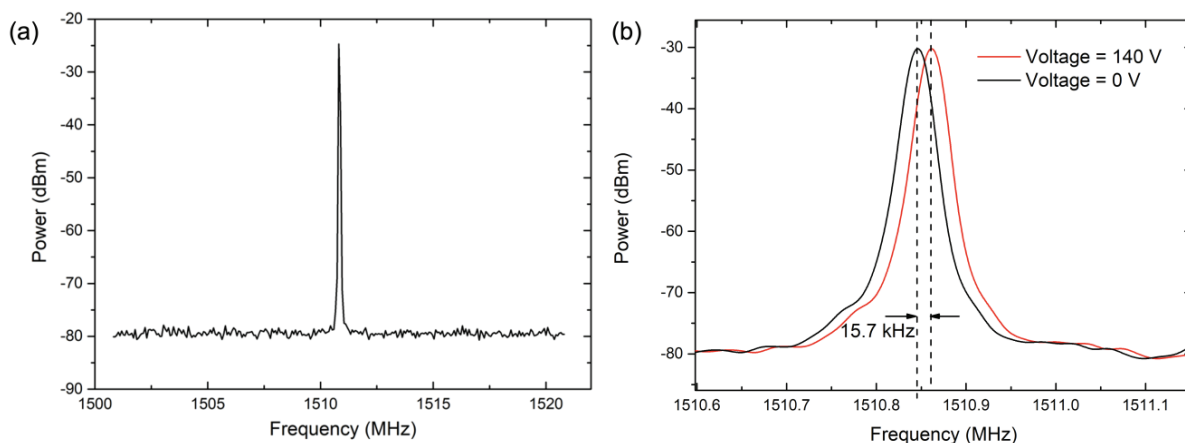 (a)
-20
-30
-40
-50
-60
-70
-80
-90
Power (dBm)
1500 1505 1510 1515 1520
Frequency (MHz)
(b)
-30
-40
-50
-60
-70
-80
Power (dBm)
Voltage = 140 V
Voltage = 0 V
15.7 kHz
1510.6 1510.7 1510.8 1510.9 1511.0 1511.1
Frequency (MHz)